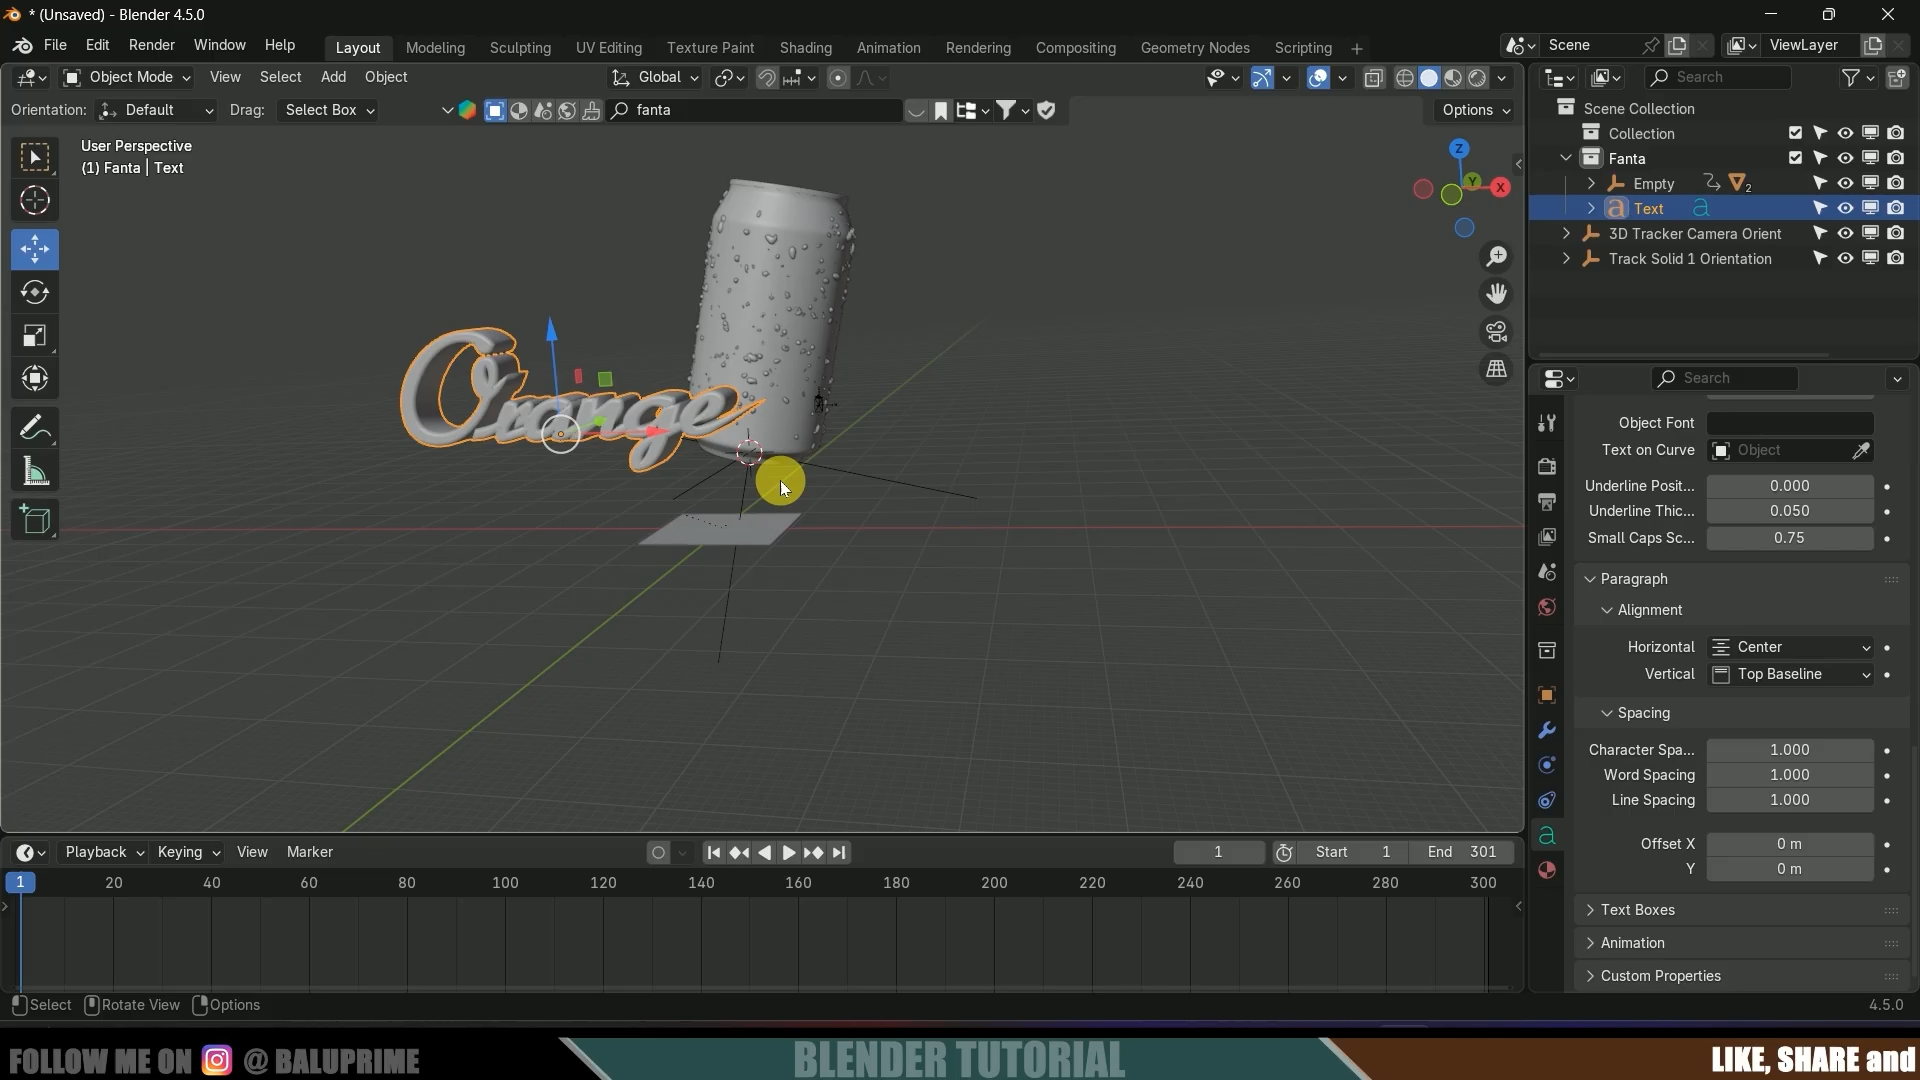 * (Unsaved) - Blender 4.5.0
File Edit Render Window Help Layout Modeling Sculpting UV Editing Texture Paint Shading Animation Rendering Compositing Geometry Nodes Scripting + Scene ViewLayer
Object Mode View Select Add Object Global Search
Orientation: Default Drag: Select Box fanta Options
Scene Collection
Collection
Fanta
Empty 2
Text
3D Tracker Camera Orient
Track Solid 1 Orientation
User Perspective
(1) Fanta | Text
Z
Y
X
Orange
Search
Object Font
Text on Curve Object
Underline Posit... 0.000
Underline Thic... 0.050
Small Caps Sc... 0.75
Paragraph
Alignment
Horizontal Center
Vertical Top Baseline
Spacing
Character Spa... 1.000
Word Spacing 1.000
Line Spacing 1.000
Offset X 0 m
Y 0 m
Text Boxes
Animation
Custom Properties
Playback Keying View Marker 1 Start 1 End 301
1 20 40 60 80 100 120 140 160 180 200 220 240 260 280 300
Select Rotate View Options 4.5.0
FOLLOW ME ON @ BALUPRIME BLENDER TUTORIAL LIKE, SHARE and